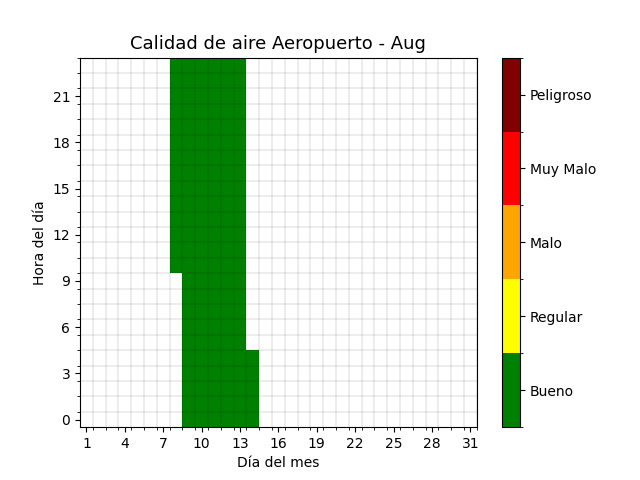 Calidad de aire Aeropuerto - Aug
Hora del día
21
18
15
12
9
6
3
0
1 4 7 10 13 16 19 22 25 28 31
Día del mes
Peligroso
Muy Malo
Malo
Regular
Bueno